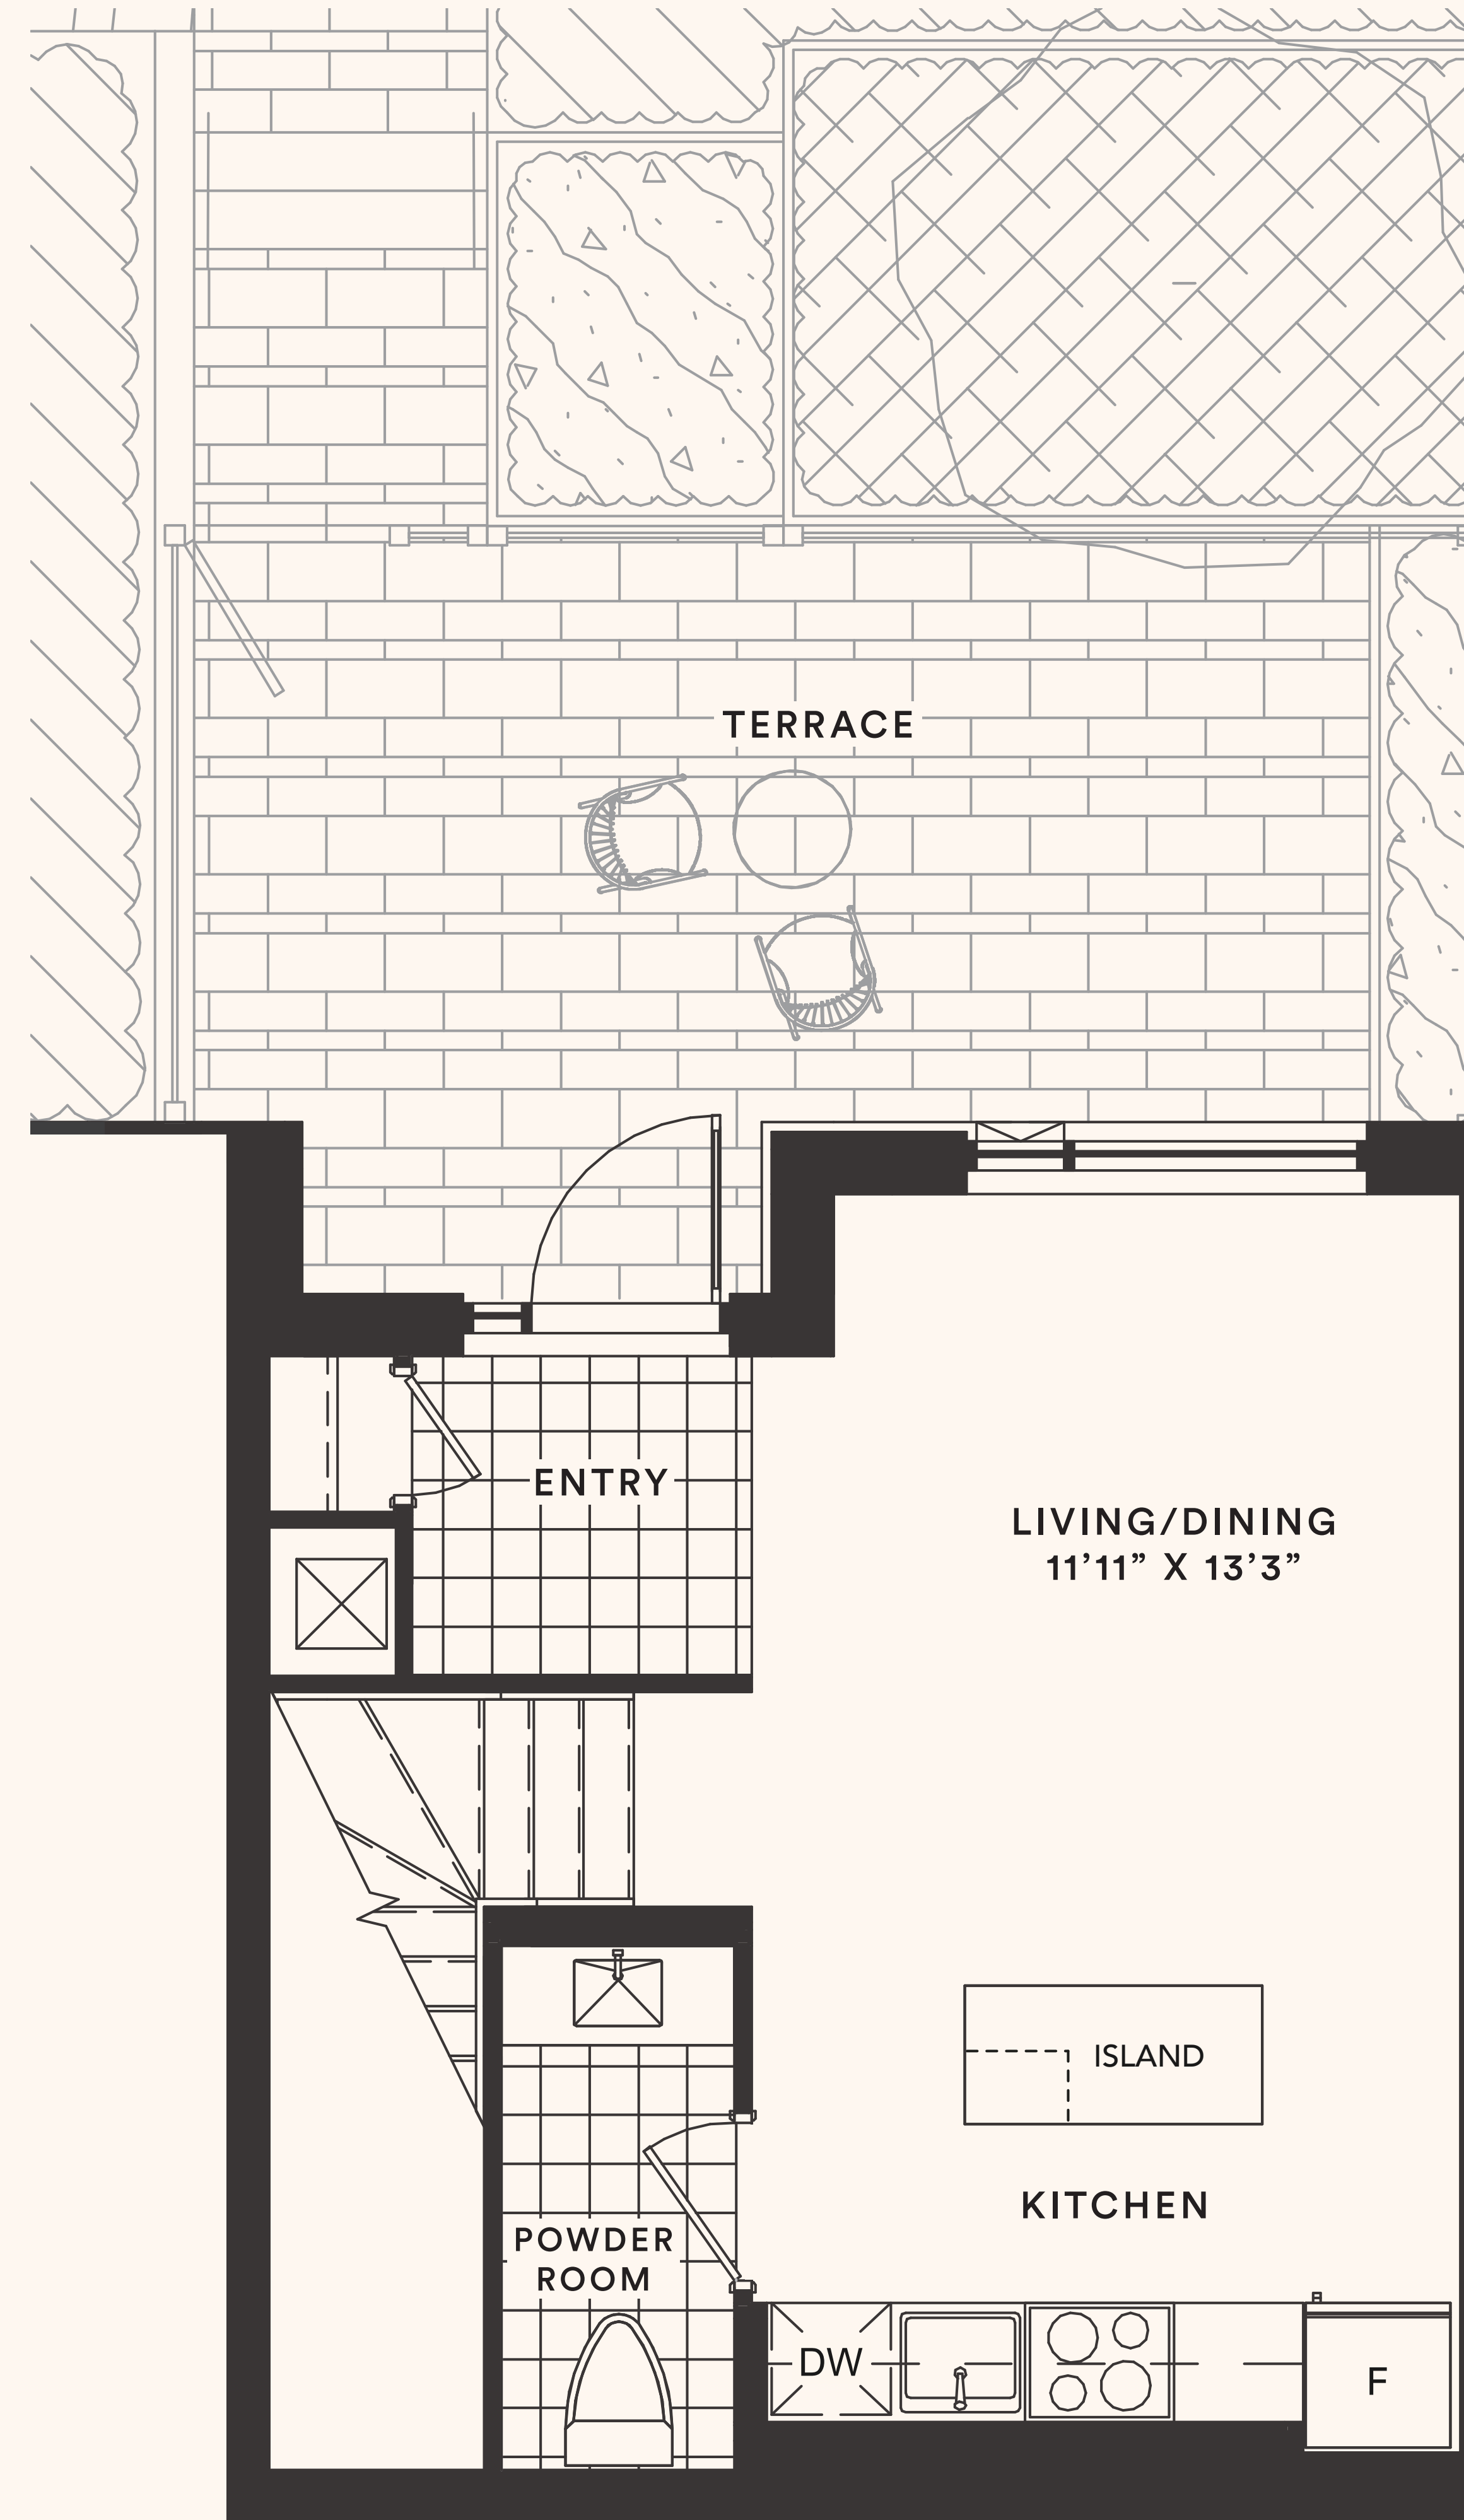 TERRACE
ENTRY
LIVING/DINING
11’11” X 13’3”
ISLAND
KITCHEN
POWDER
ROOM
DW
F